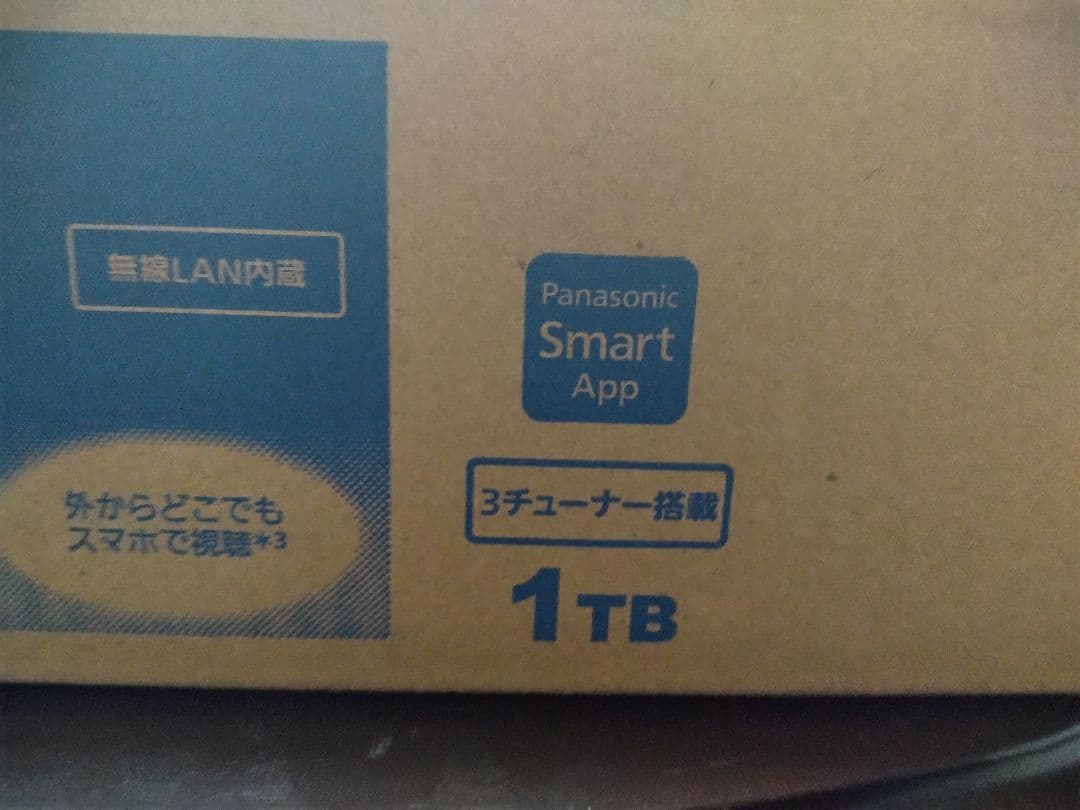 無線LAN内蔵
外からどこでも
スマホで視聴*3
Panasonic
Smart
App
3チューナー搭載
1TB